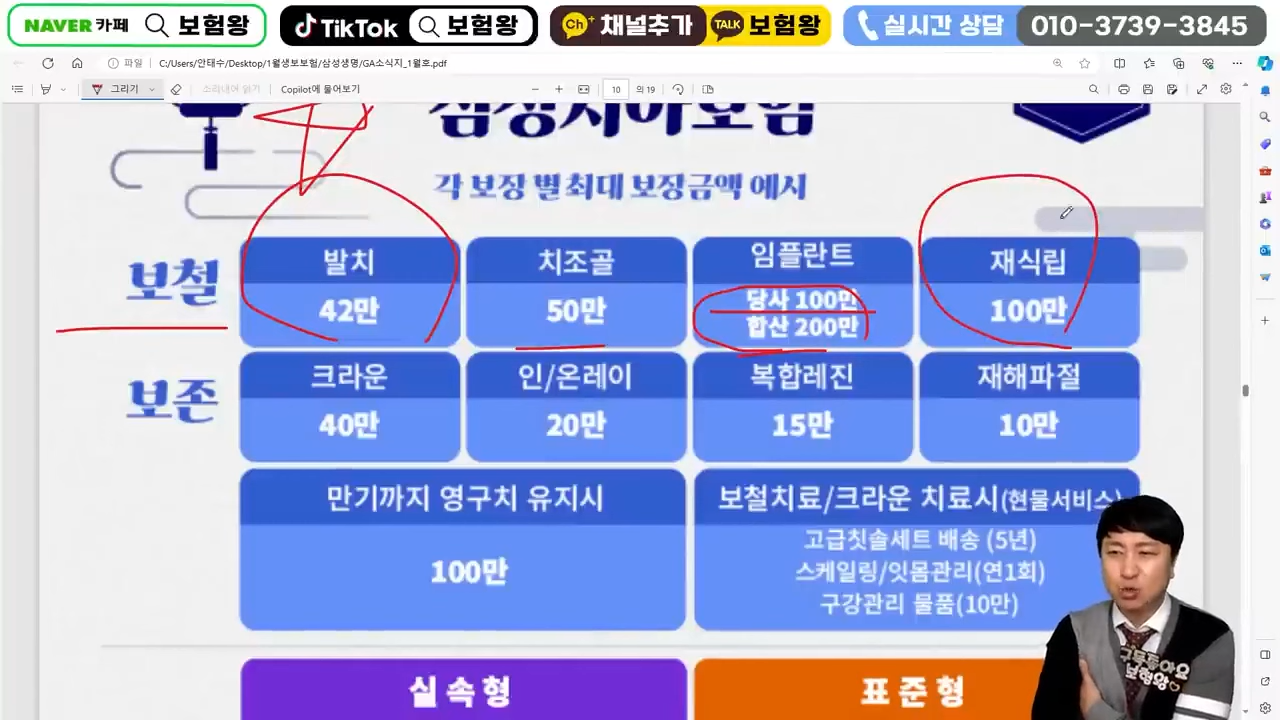 NAVER 카페 보험왕
TikTok 보험왕
Ch+ 채널추가 TALK 보험왕
실시간 상담 010-3739-3845
파일 C:/Users/안태수/Desktop/1월생보보험/삼성생명/GA소식지_1월호.pdf
그리기 소리내어 읽기 Copilot에 물어보기
10 의 19
삼성치아보험
각 보장 별 최대 보장금액 예시
보철
발치
42만
치조골
50만
임플란트
당사 100만
합산 200만
재식립
100만
보존
크라운
40만
인/온레이
20만
복합레진
15만
재해파절
10만
만기까지 영구치 유지시
100만
보철치료/크라운 치료시(현물서비스)
고급칫솔세트 배송 (5년)
스케일링/잇몸관리(연1회)
구강관리 물품(10만)
실속형
표준형
보험왕